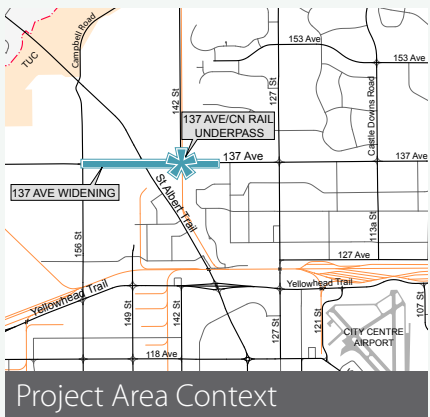 Campbell Road
TUC
153 Ave
153 Ave
142 St
127 St
Castle Downs Road
137 AVE/CN RAIL
UNDERPASS
137 Ave
137 Ave
137 AVE WIDENING
St Albert Trail
156 St
113a St
127 Ave
Yellowhead Trail
Yellowhead Trail
149 St
142 St
127 St
121 St
107 St
CITY CENTRE
AIRPORT
118 Ave
Project Area Context